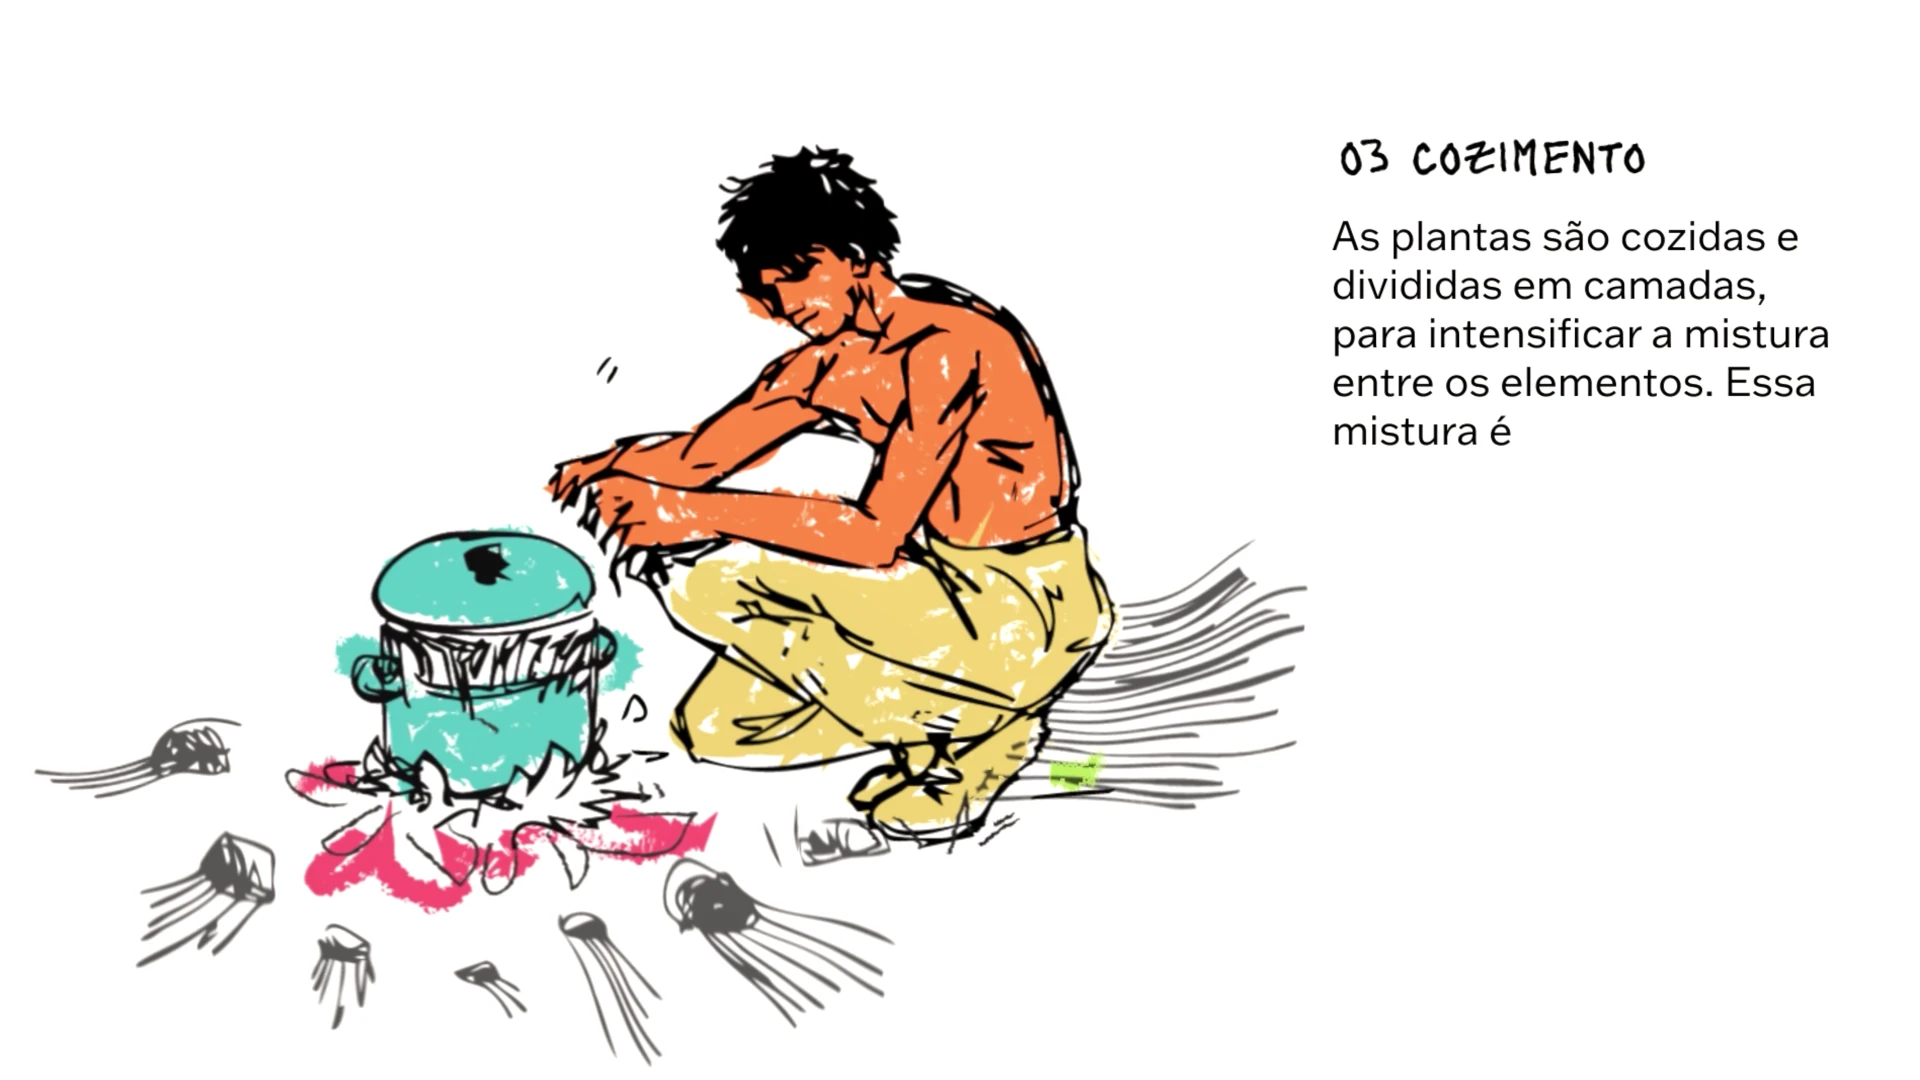 03 COZIMENTO
As plantas são cozidas e
divididas em camadas,
para intensificar a mistura
entre os elementos. Essa
mistura é